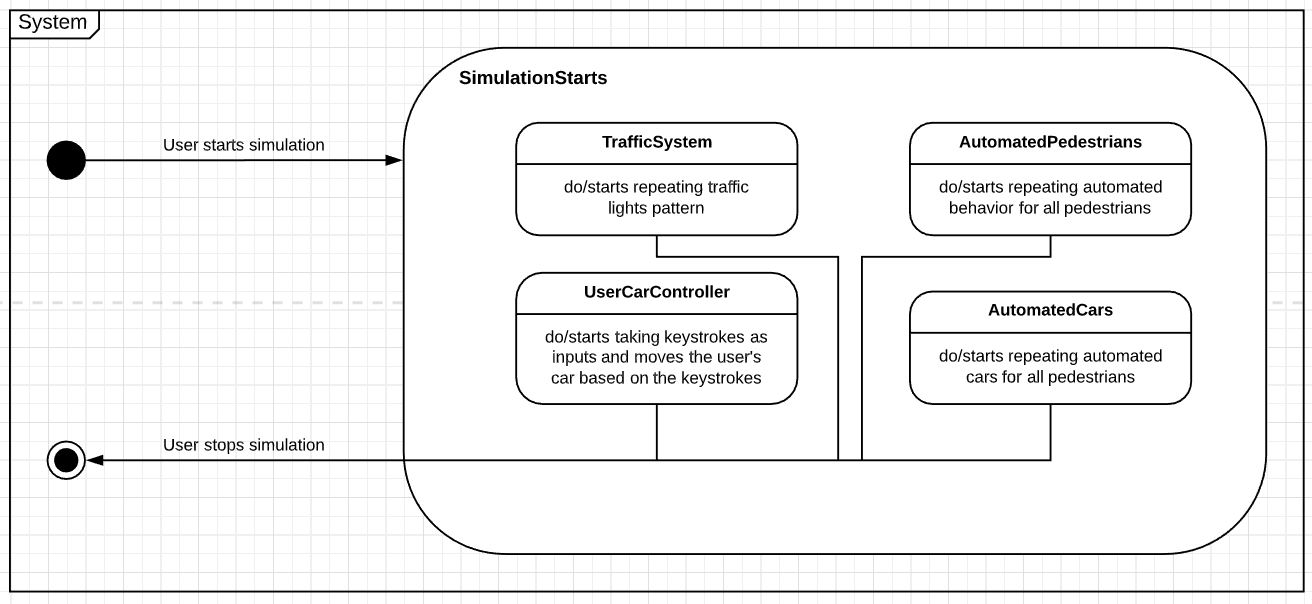 System
SimulationStarts
User starts simulation
TrafficSystem
do/starts repeating traffic
lights pattern
AutomatedPedestrians
do/starts repeating automated
behavior for all pedestrians
UserCarController
do/starts taking keystrokes as
inputs and moves the user's
car based on the keystrokes
AutomatedCars
do/starts repeating automated
cars for all pedestrians
User stops simulation